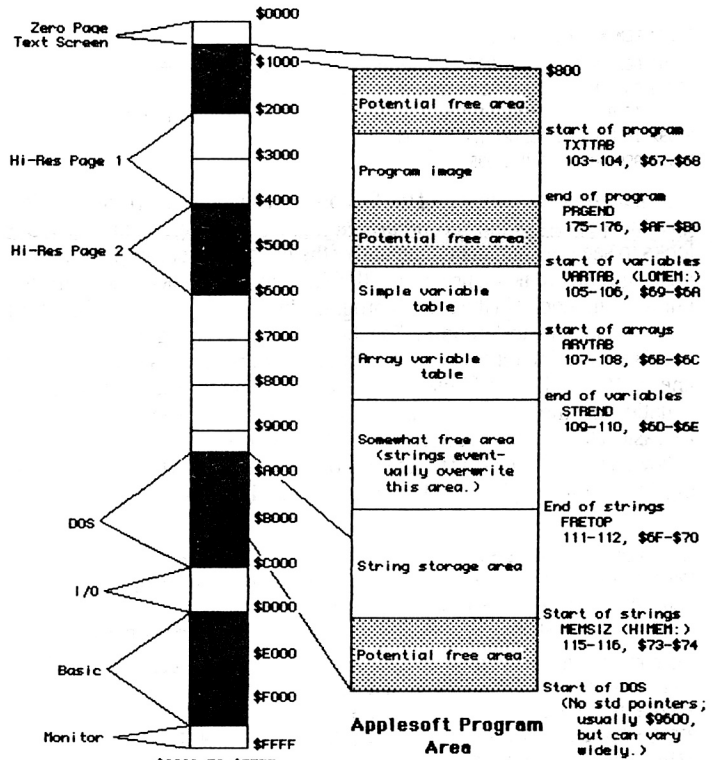 Zero Page
Text Screen
Hi-Res Page 1
Hi-Res Page 2
DOS
I/O
Basic
Monitor
$0000
$1000
$2000
$3000
$4000
$5000
$6000
$7000
$8000
$9000
$A000
$B000
$C000
$D000
$E000
$F000
$FFFF
Potential free area
Program image
Potential free area
Simple variable
table
Array variable
table
Somewhat free area
(strings event-
ually overwrite
this area.)
String storage area
Potential free area
Applesoft Program
Area
$800
start of program
TXTTAB
103-104, $67-$68
end of program
PRGEND
175-176, $AF-$B0
start of variables
VARTAB, (LOMEM:)
105-106, $69-$6A
start of arrays
ARYTAB
107-108, $6B-$6C
end of variables
STREND
109-110, $6D-$6E
End of strings
FRETOP
111-112, $6F-$70
Start of strings
MEMSIZ (HIMEM:)
115-116, $73-$74
Start of DOS
(No std pointers;
usually $9600,
but can vary
widely.)